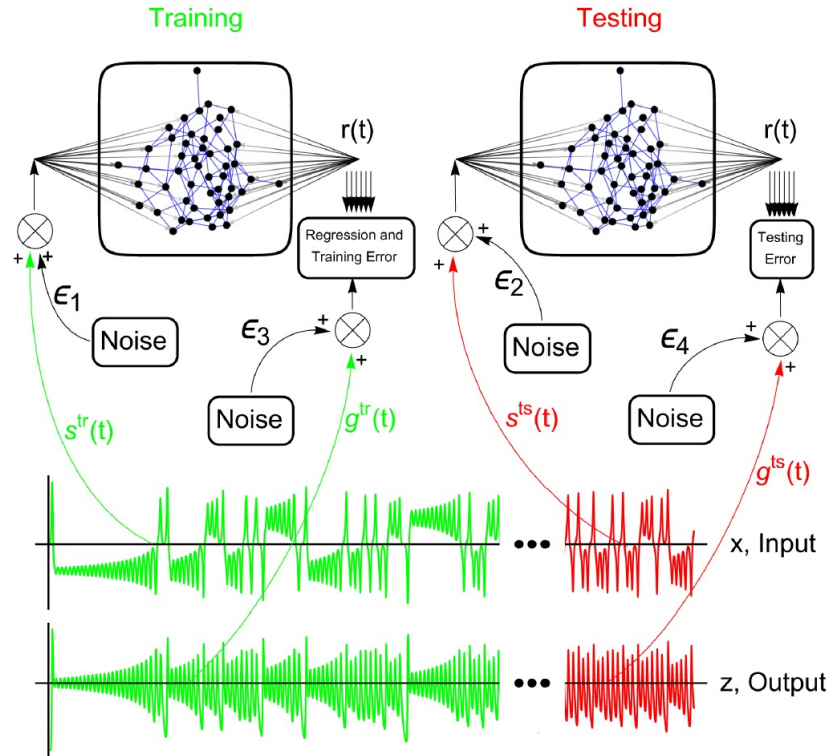 Training
Testing
r(t)
r(t)
+ +
Regression and
Training Error
+
+
Testing
Error
ϵ1
Noise
ϵ3
+
+
Noise
ϵ2
Noise
ϵ4
+
+
Noise
s^tr(t)
g^tr(t)
s^ts(t)
g^ts(t)
x, Input
z, Output